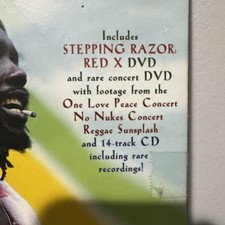 Includes
STEPPING RAZOR:
RED X DVD
and rare concert DVD
with footage from the
One Love Peace Concert
No Nukes Concert
Reggae Sunsplash
and 14-track CD
including rare
recordings!